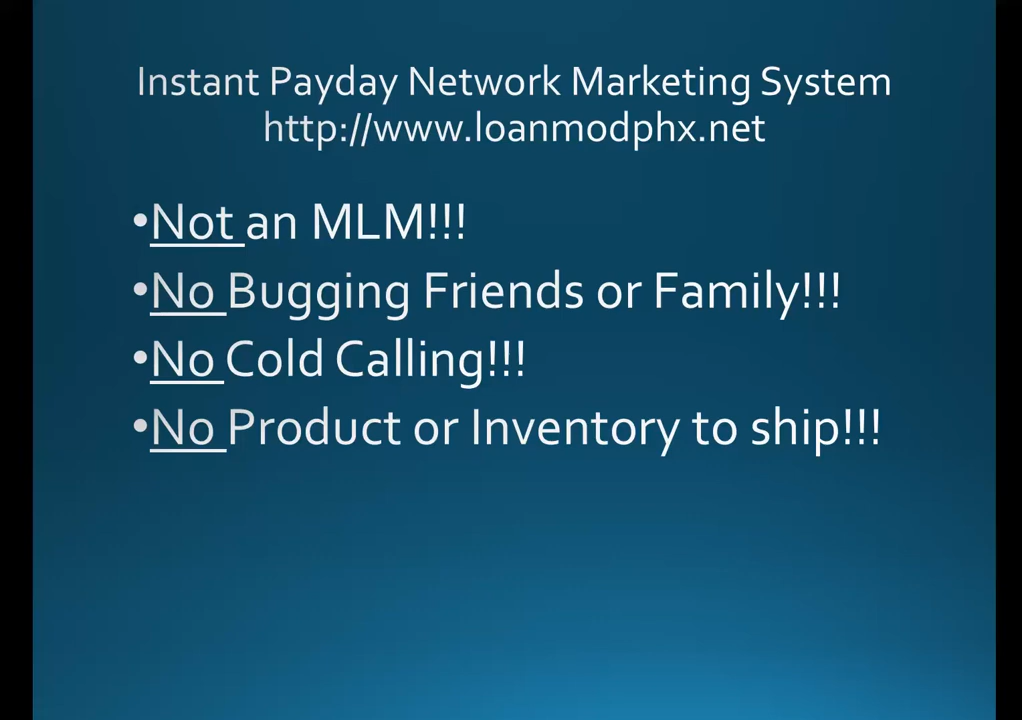 Instant Payday Network Marketing System
http://www.loanmodphx.net
•Not an MLM!!!
•No Bugging Friends or Family!!!
•No Cold Calling!!!
•No Product or Inventory to ship!!!